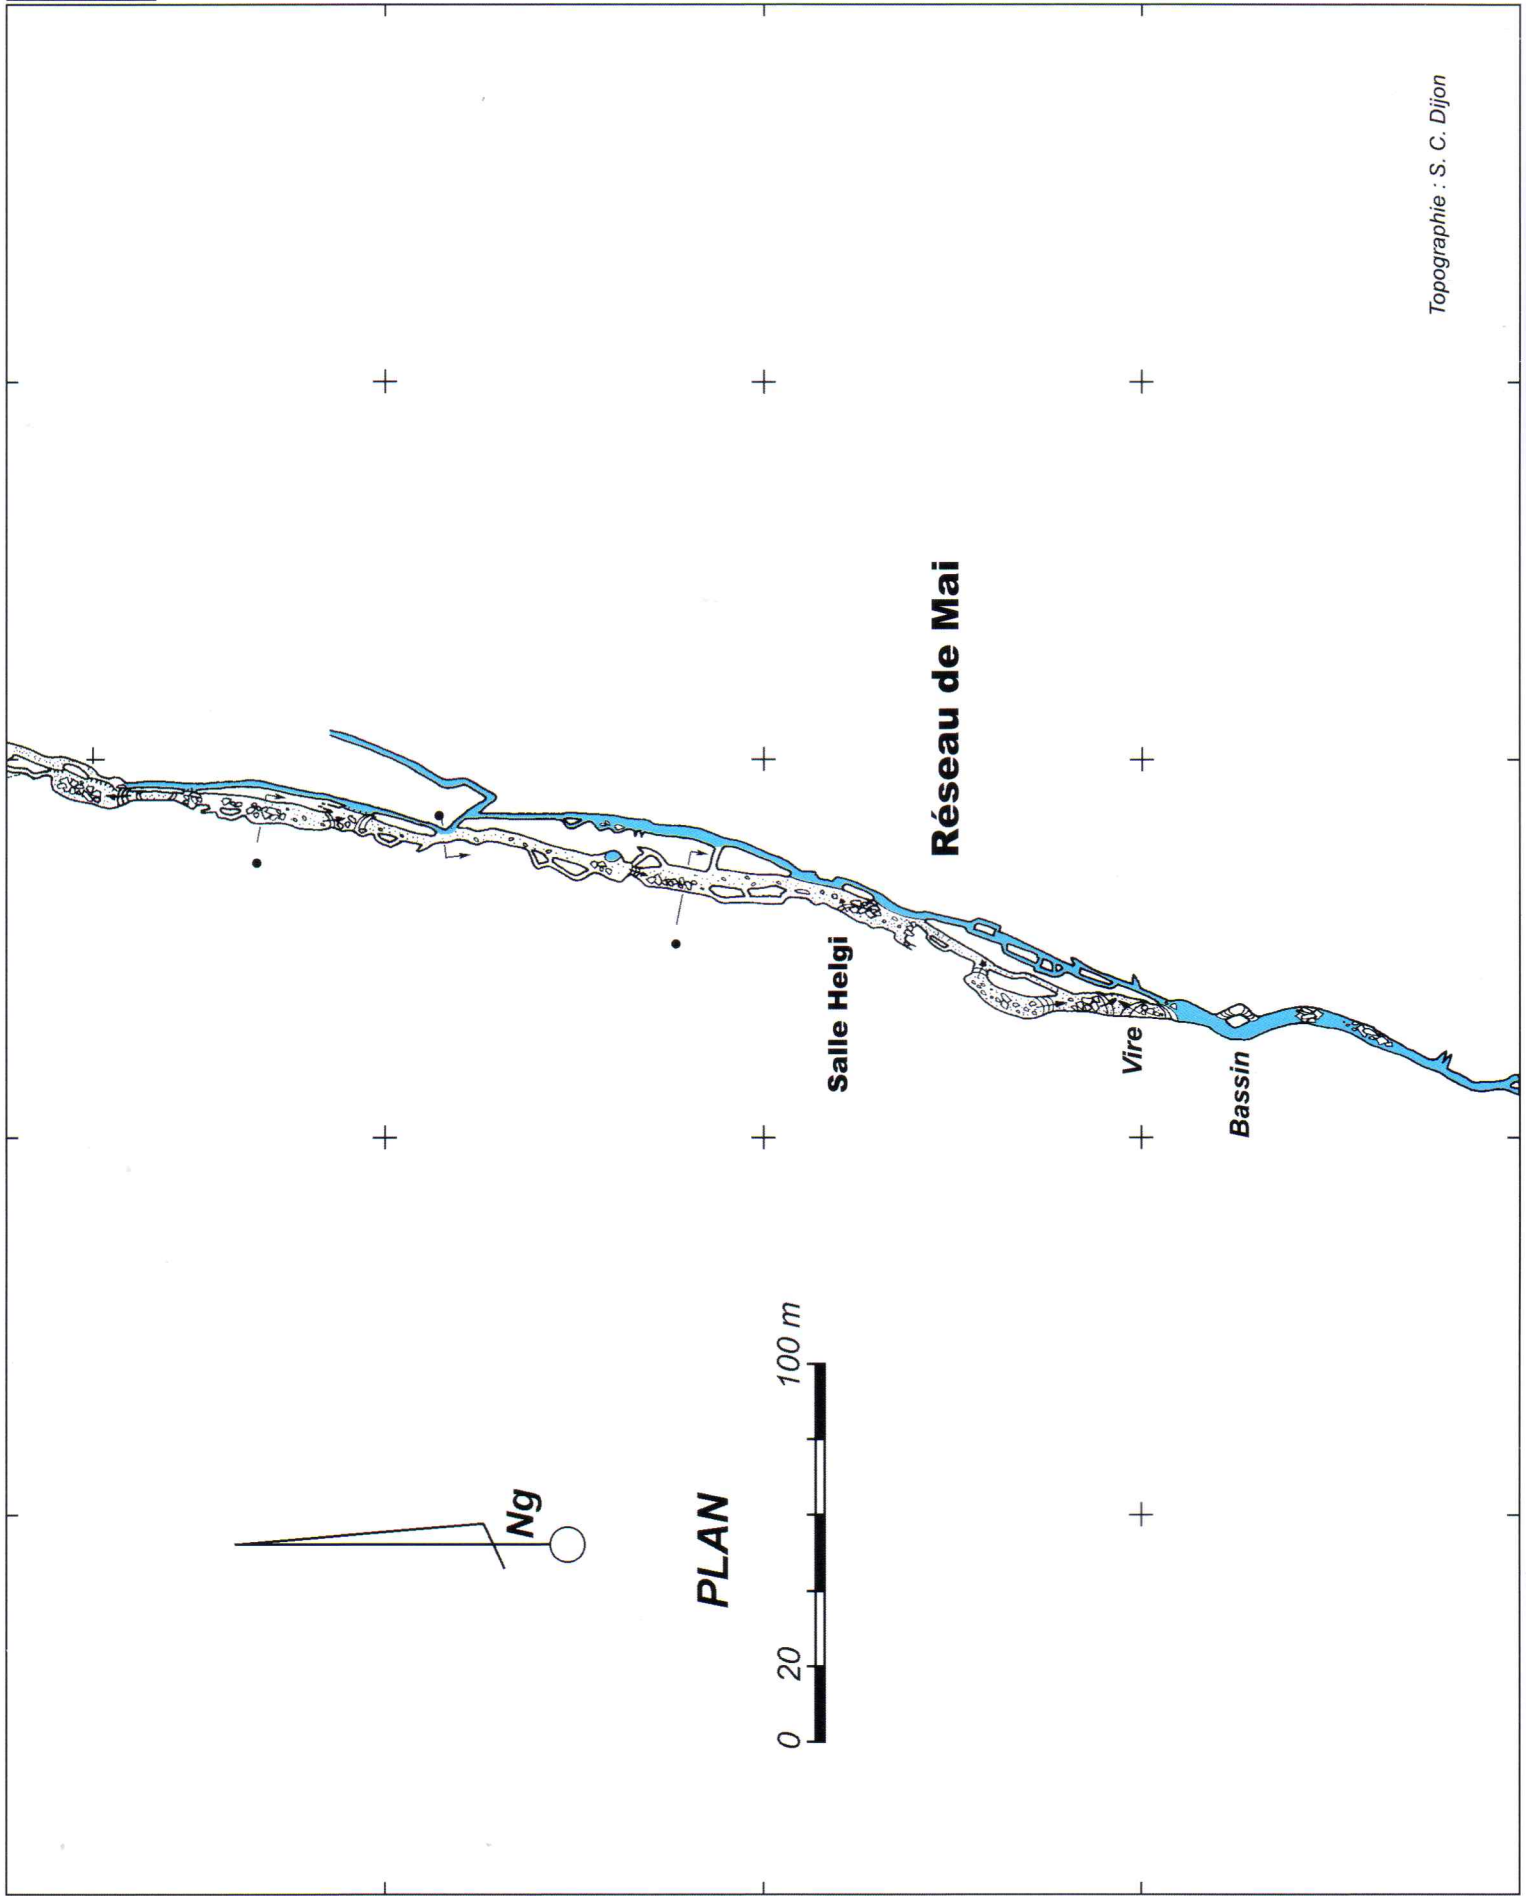 Topographie : S. C. Dijon
Réseau de Mai
Salle Helgi
Vire
Bassin
Ng
PLAN
0 20 100 m